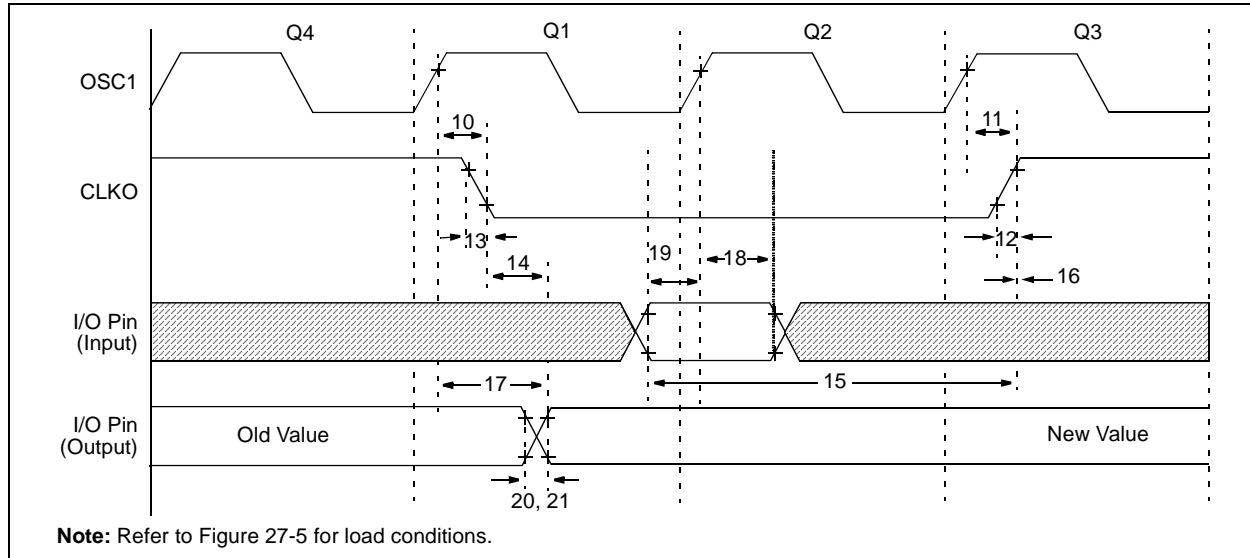 Q4 Q1 Q2 Q3
OSC1
10 11
CLKO
13 12
14 19 18 16
I/O Pin
(Input)
17 15
I/O Pin
(Output)
Old Value New Value
20, 21
Note: Refer to Figure 27-5 for load conditions.